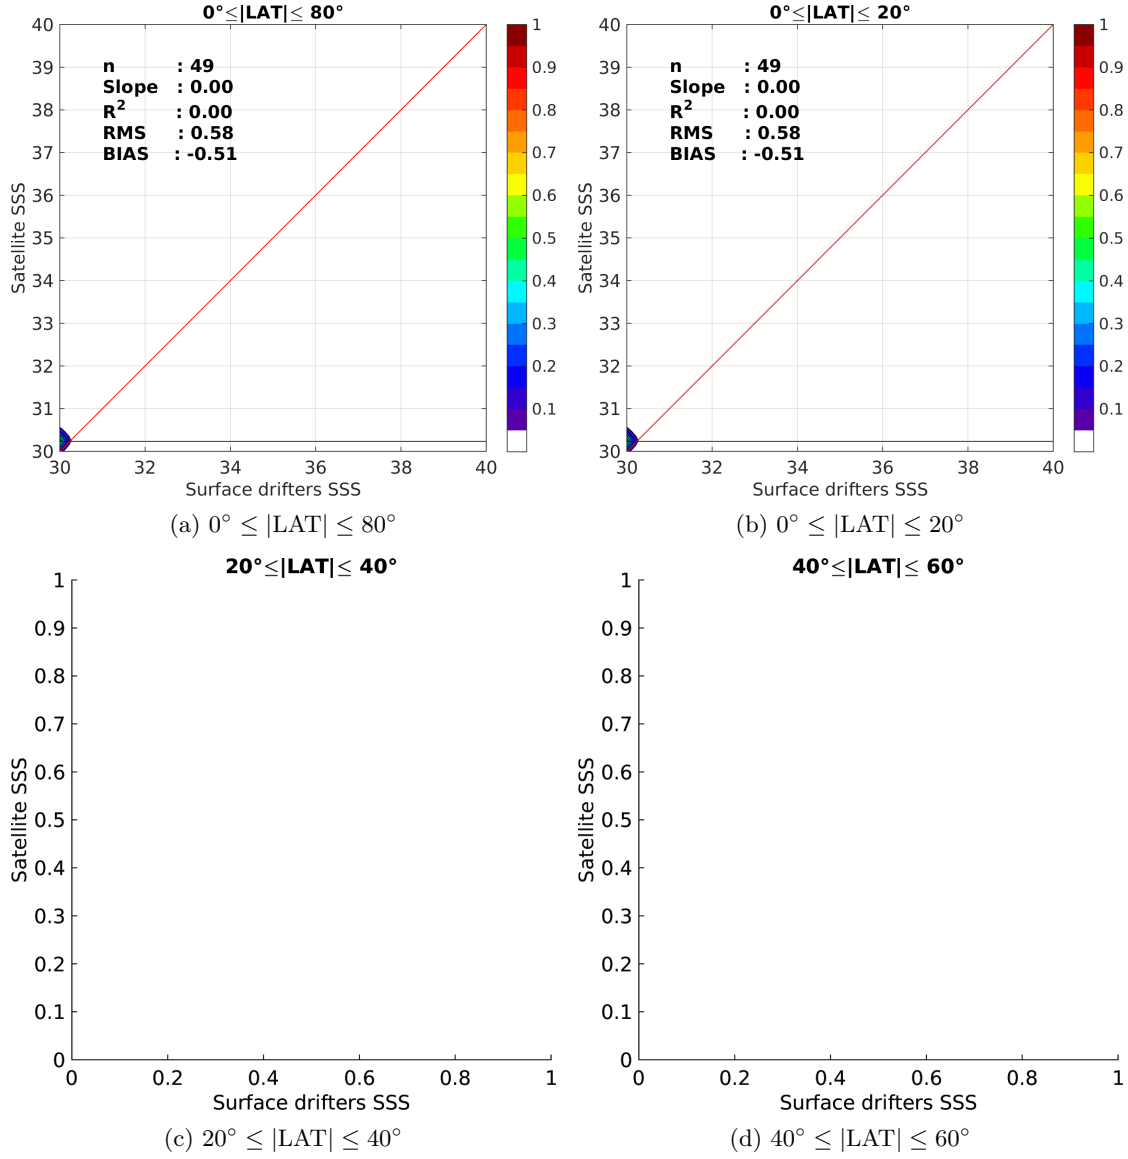 0°≤|LAT|≤ 80°
40
39
38
37
36
35
34
33
32
31
30
Satellite SSS
n : 49
Slope : 0.00
R² : 0.00
RMS : 0.58
BIAS : -0.51
30 32 34 36 38 40
Surface drifters SSS
1
0.9
0.8
0.7
0.6
0.5
0.4
0.3
0.2
0.1
(a) 0° ≤ |LAT| ≤ 80°
0°≤|LAT|≤ 20°
40
39
38
37
36
35
34
33
32
31
30
Satellite SSS
n : 49
Slope : 0.00
R² : 0.00
RMS : 0.58
BIAS : -0.51
30 32 34 36 38 40
Surface drifters SSS
1
0.9
0.8
0.7
0.6
0.5
0.4
0.3
0.2
0.1
(b) 0° ≤ |LAT| ≤ 20°
20°≤|LAT|≤ 40°
1
0.9
0.8
0.7
0.6
0.5
0.4
0.3
0.2
0.1
0
Satellite SSS
0 0.2 0.4 0.6 0.8 1
Surface drifters SSS
(c) 20° ≤ |LAT| ≤ 40°
40°≤|LAT|≤ 60°
1
0.9
0.8
0.7
0.6
0.5
0.4
0.3
0.2
0.1
0
Satellite SSS
0 0.2 0.4 0.6 0.8 1
Surface drifters SSS
(d) 40° ≤ |LAT| ≤ 60°